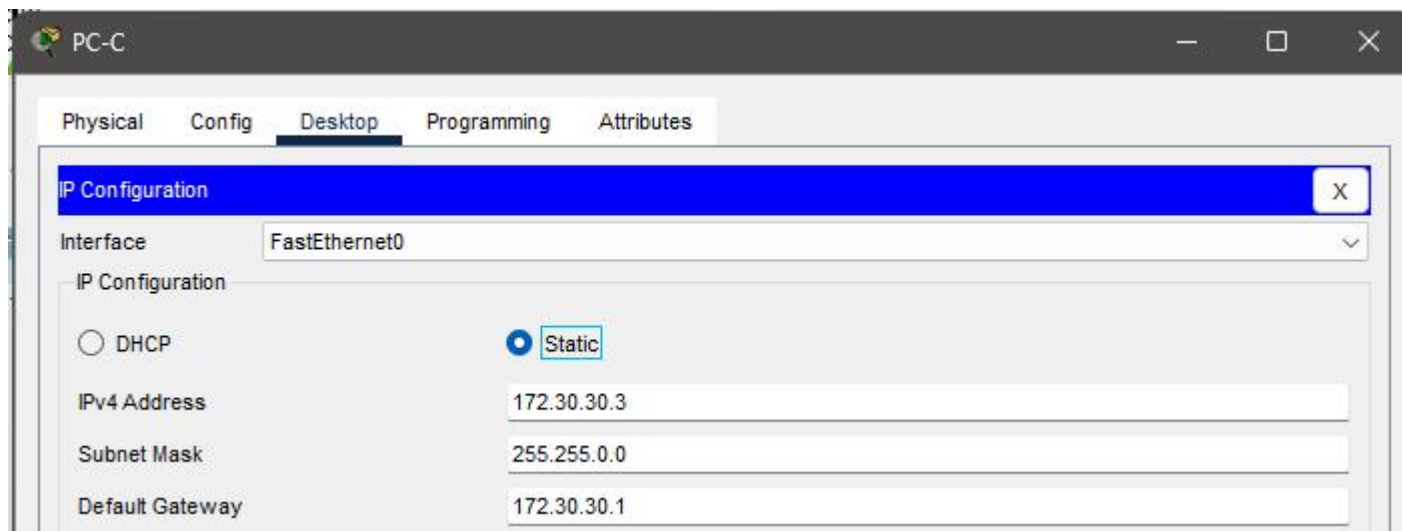 PC-C
Physical Config Desktop Programming Attributes
IP Configuration X
Interface FastEthernet0
IP Configuration
DHCP Static
IPv4 Address 172.30.30.3
Subnet Mask 255.255.0.0
Default Gateway 172.30.30.1